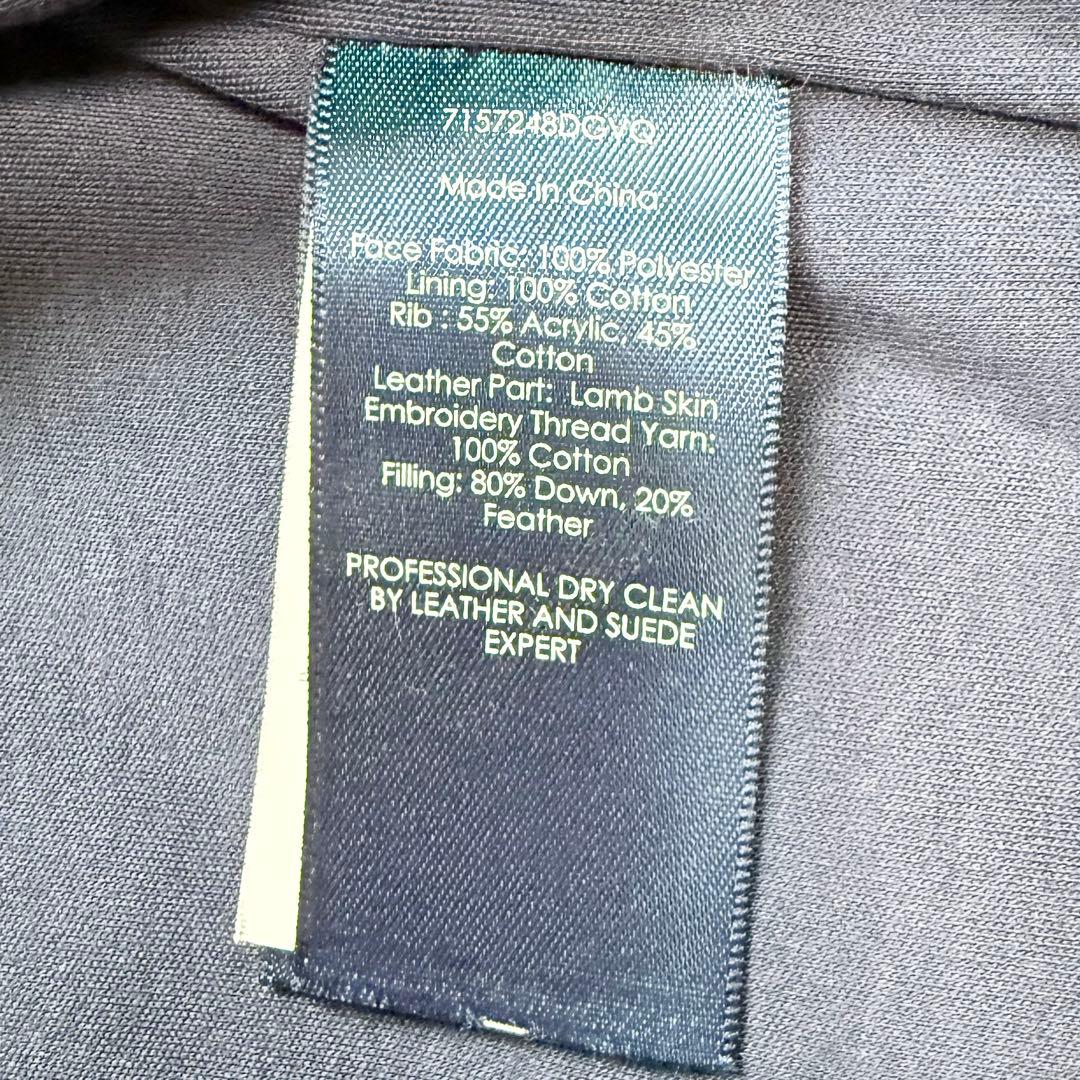 7157248DGVQ
Made in China
Face Fabric: 100% Polyester
Lining: 100% Cotton
Rib : 55% Acrylic, 45%
Cotton
Leather Part: Lamb Skin
Embroidery Thread Yarn:
100% Cotton
Filling: 80% Down, 20%
Feather
PROFESSIONAL DRY CLEAN
BY LEATHER AND SUEDE
EXPERT